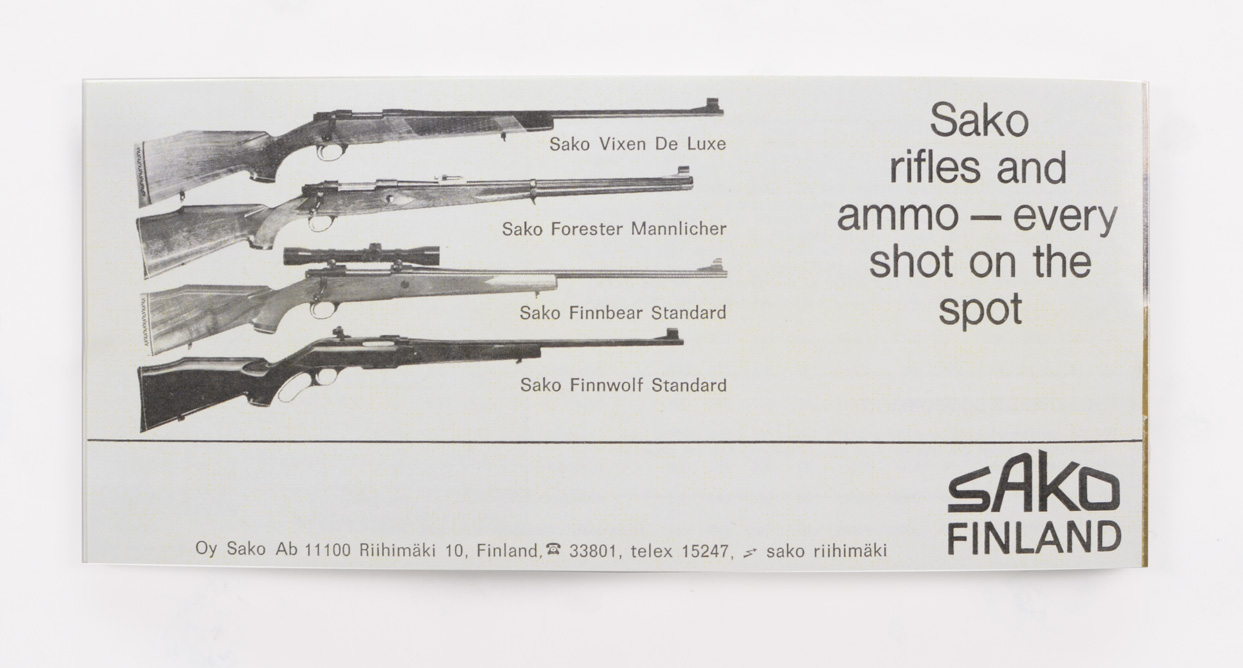 Sako Vixen De Luxe
Sako Forester Mannlicher
Sako Finnbear Standard
Sako Finnwolf Standard
Sako
rifles and
ammo — every
shot on the
spot
SAKO
FINLAND
Oy Sako Ab 11100 Riihimäki 10, Finland, ☎ 33801, telex 15247, sako riihimäki